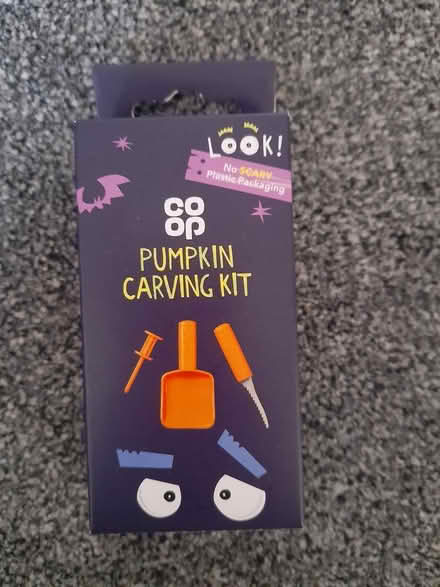 LOOK!
No SCARY
Plastic Packaging
CO
OP
PUMPKIN
CARVING KIT